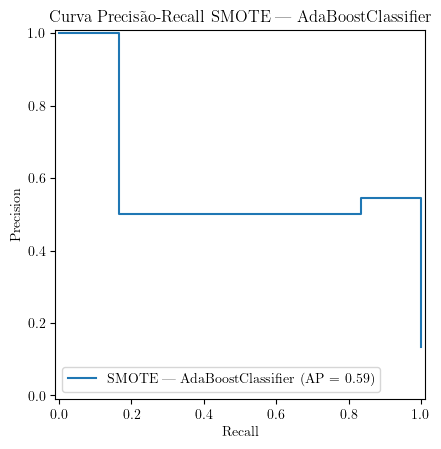 Curva Precisão-Recall SMOTE — AdaBoostClassifier
1.0
0.8
0.6
0.4
0.2
0.0
Precision
SMOTE — AdaBoostClassifier (AP = 0.59)
0.0 0.2 0.4 0.6 0.8 1.0
Recall